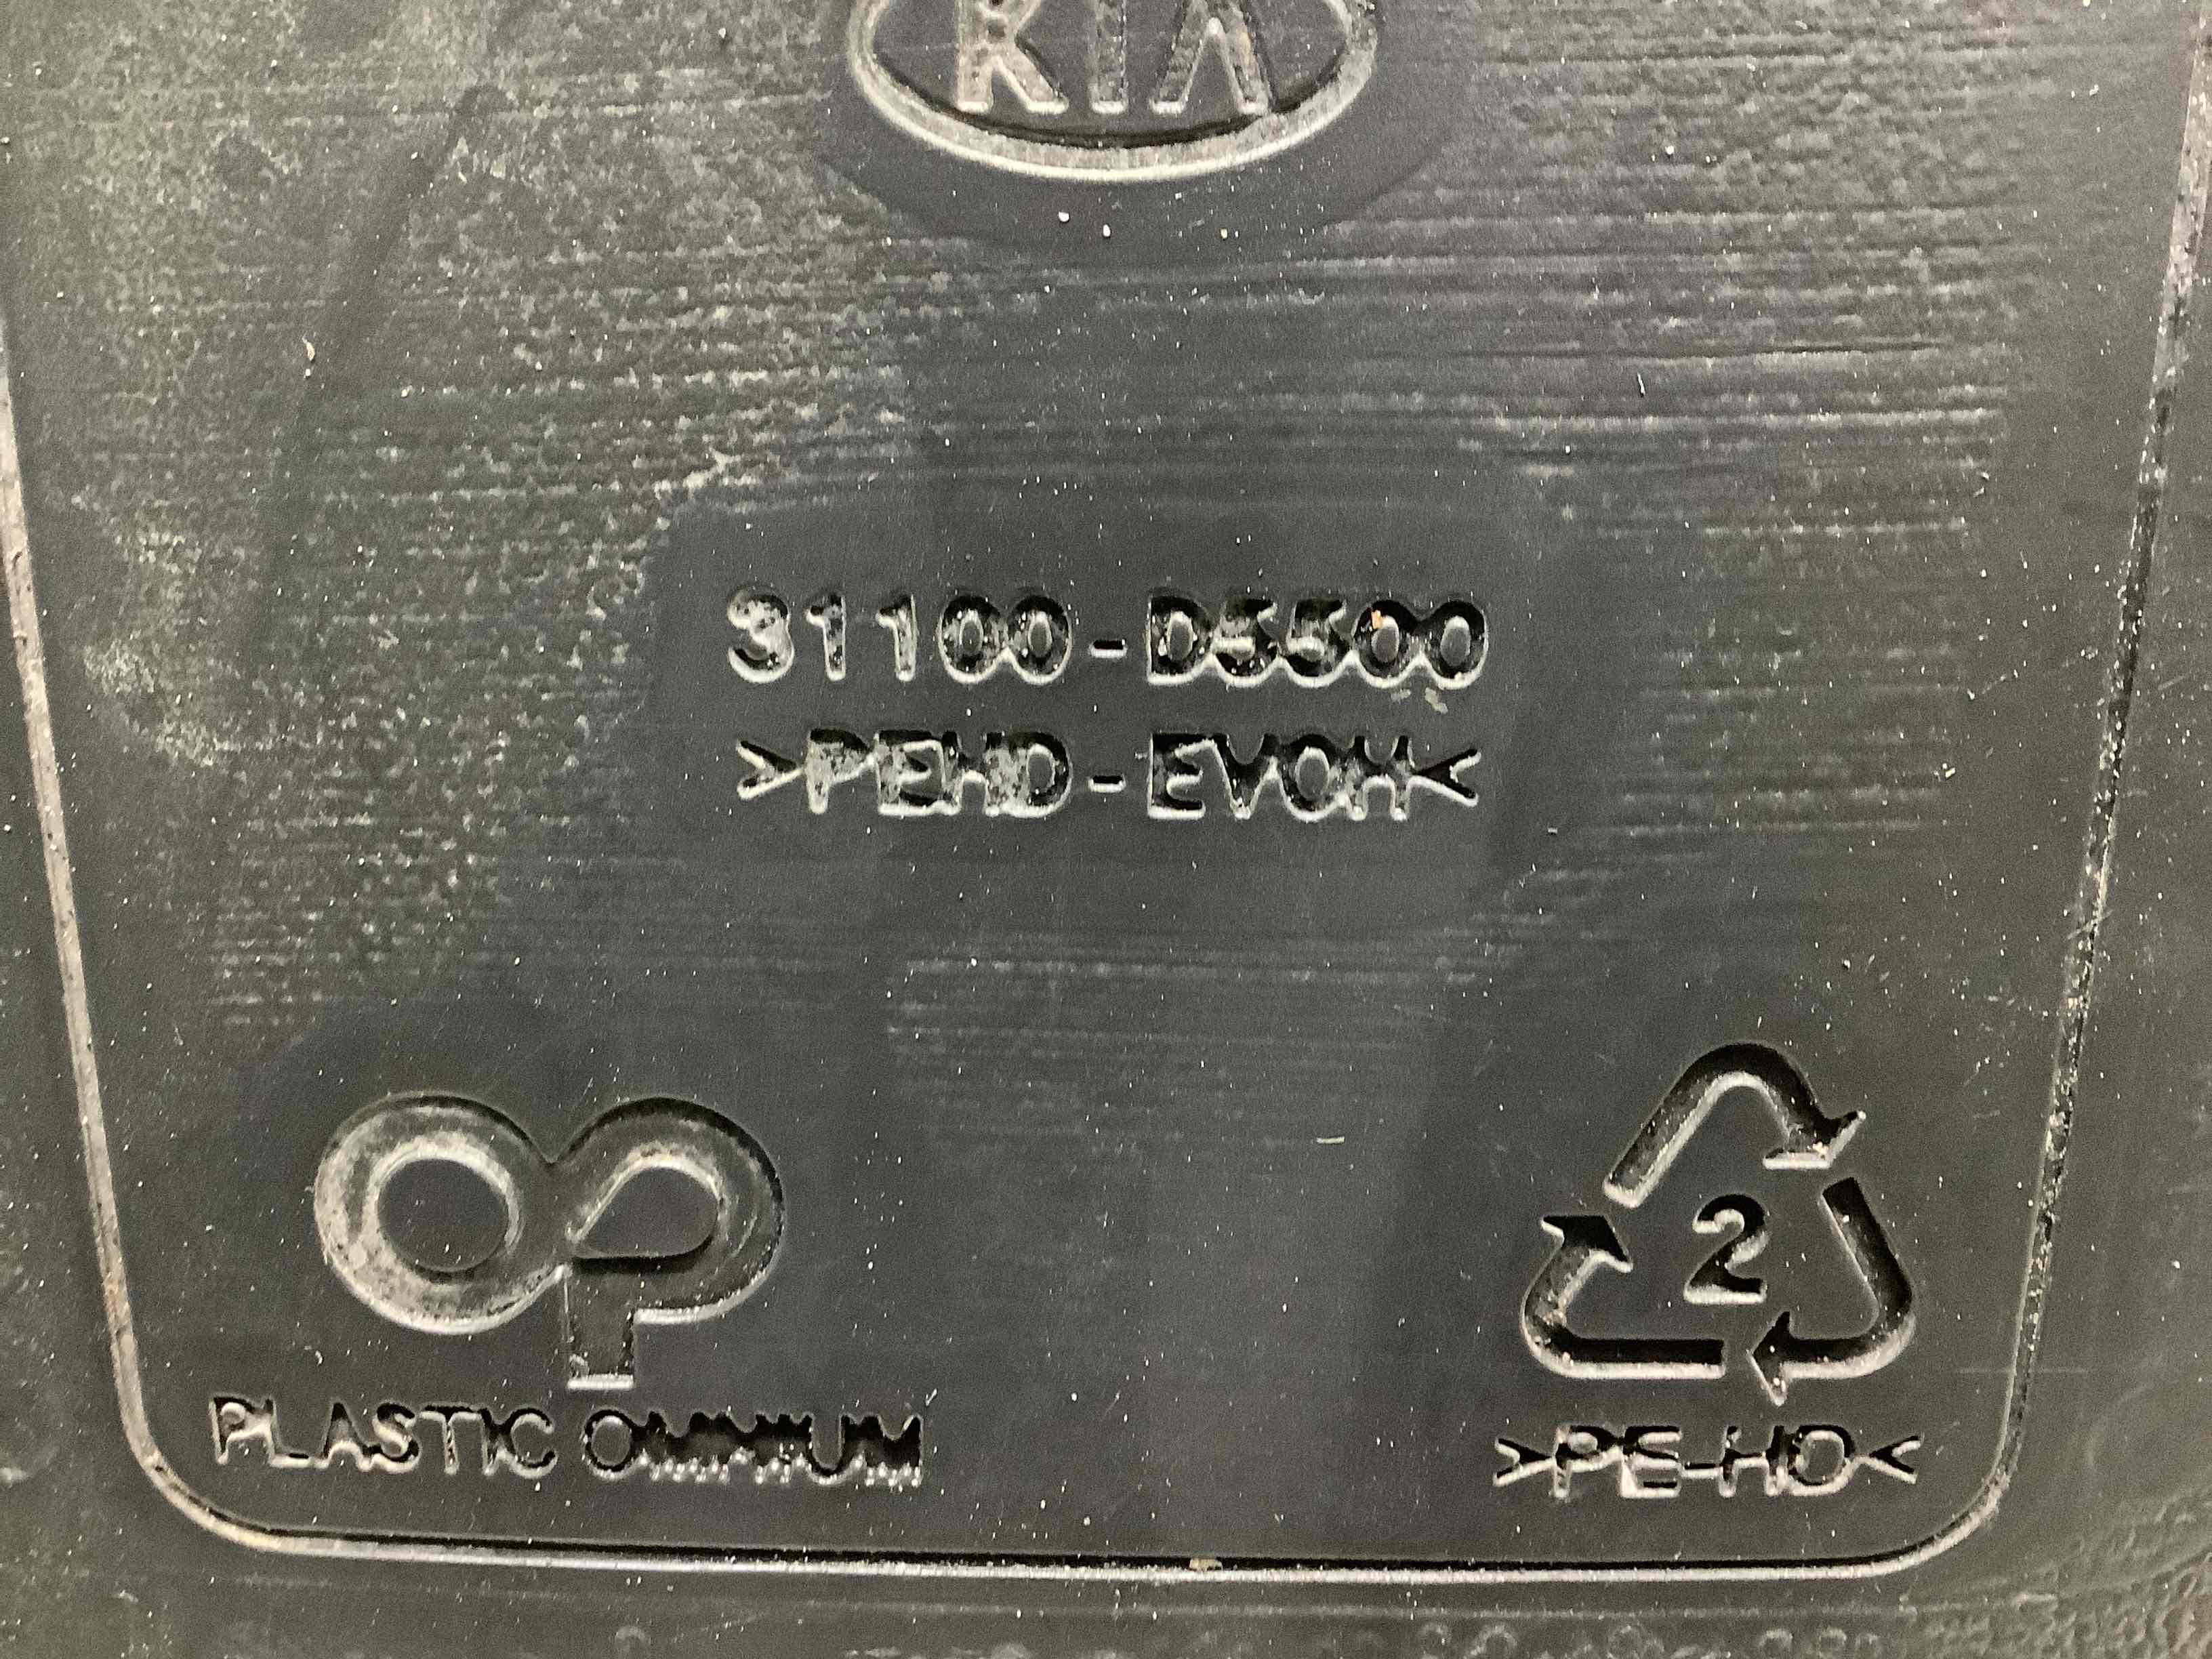 KIA
31100-D5500
>PEHD-EVOH<
2
PLASTIC OMNIUM
>PE-HD<